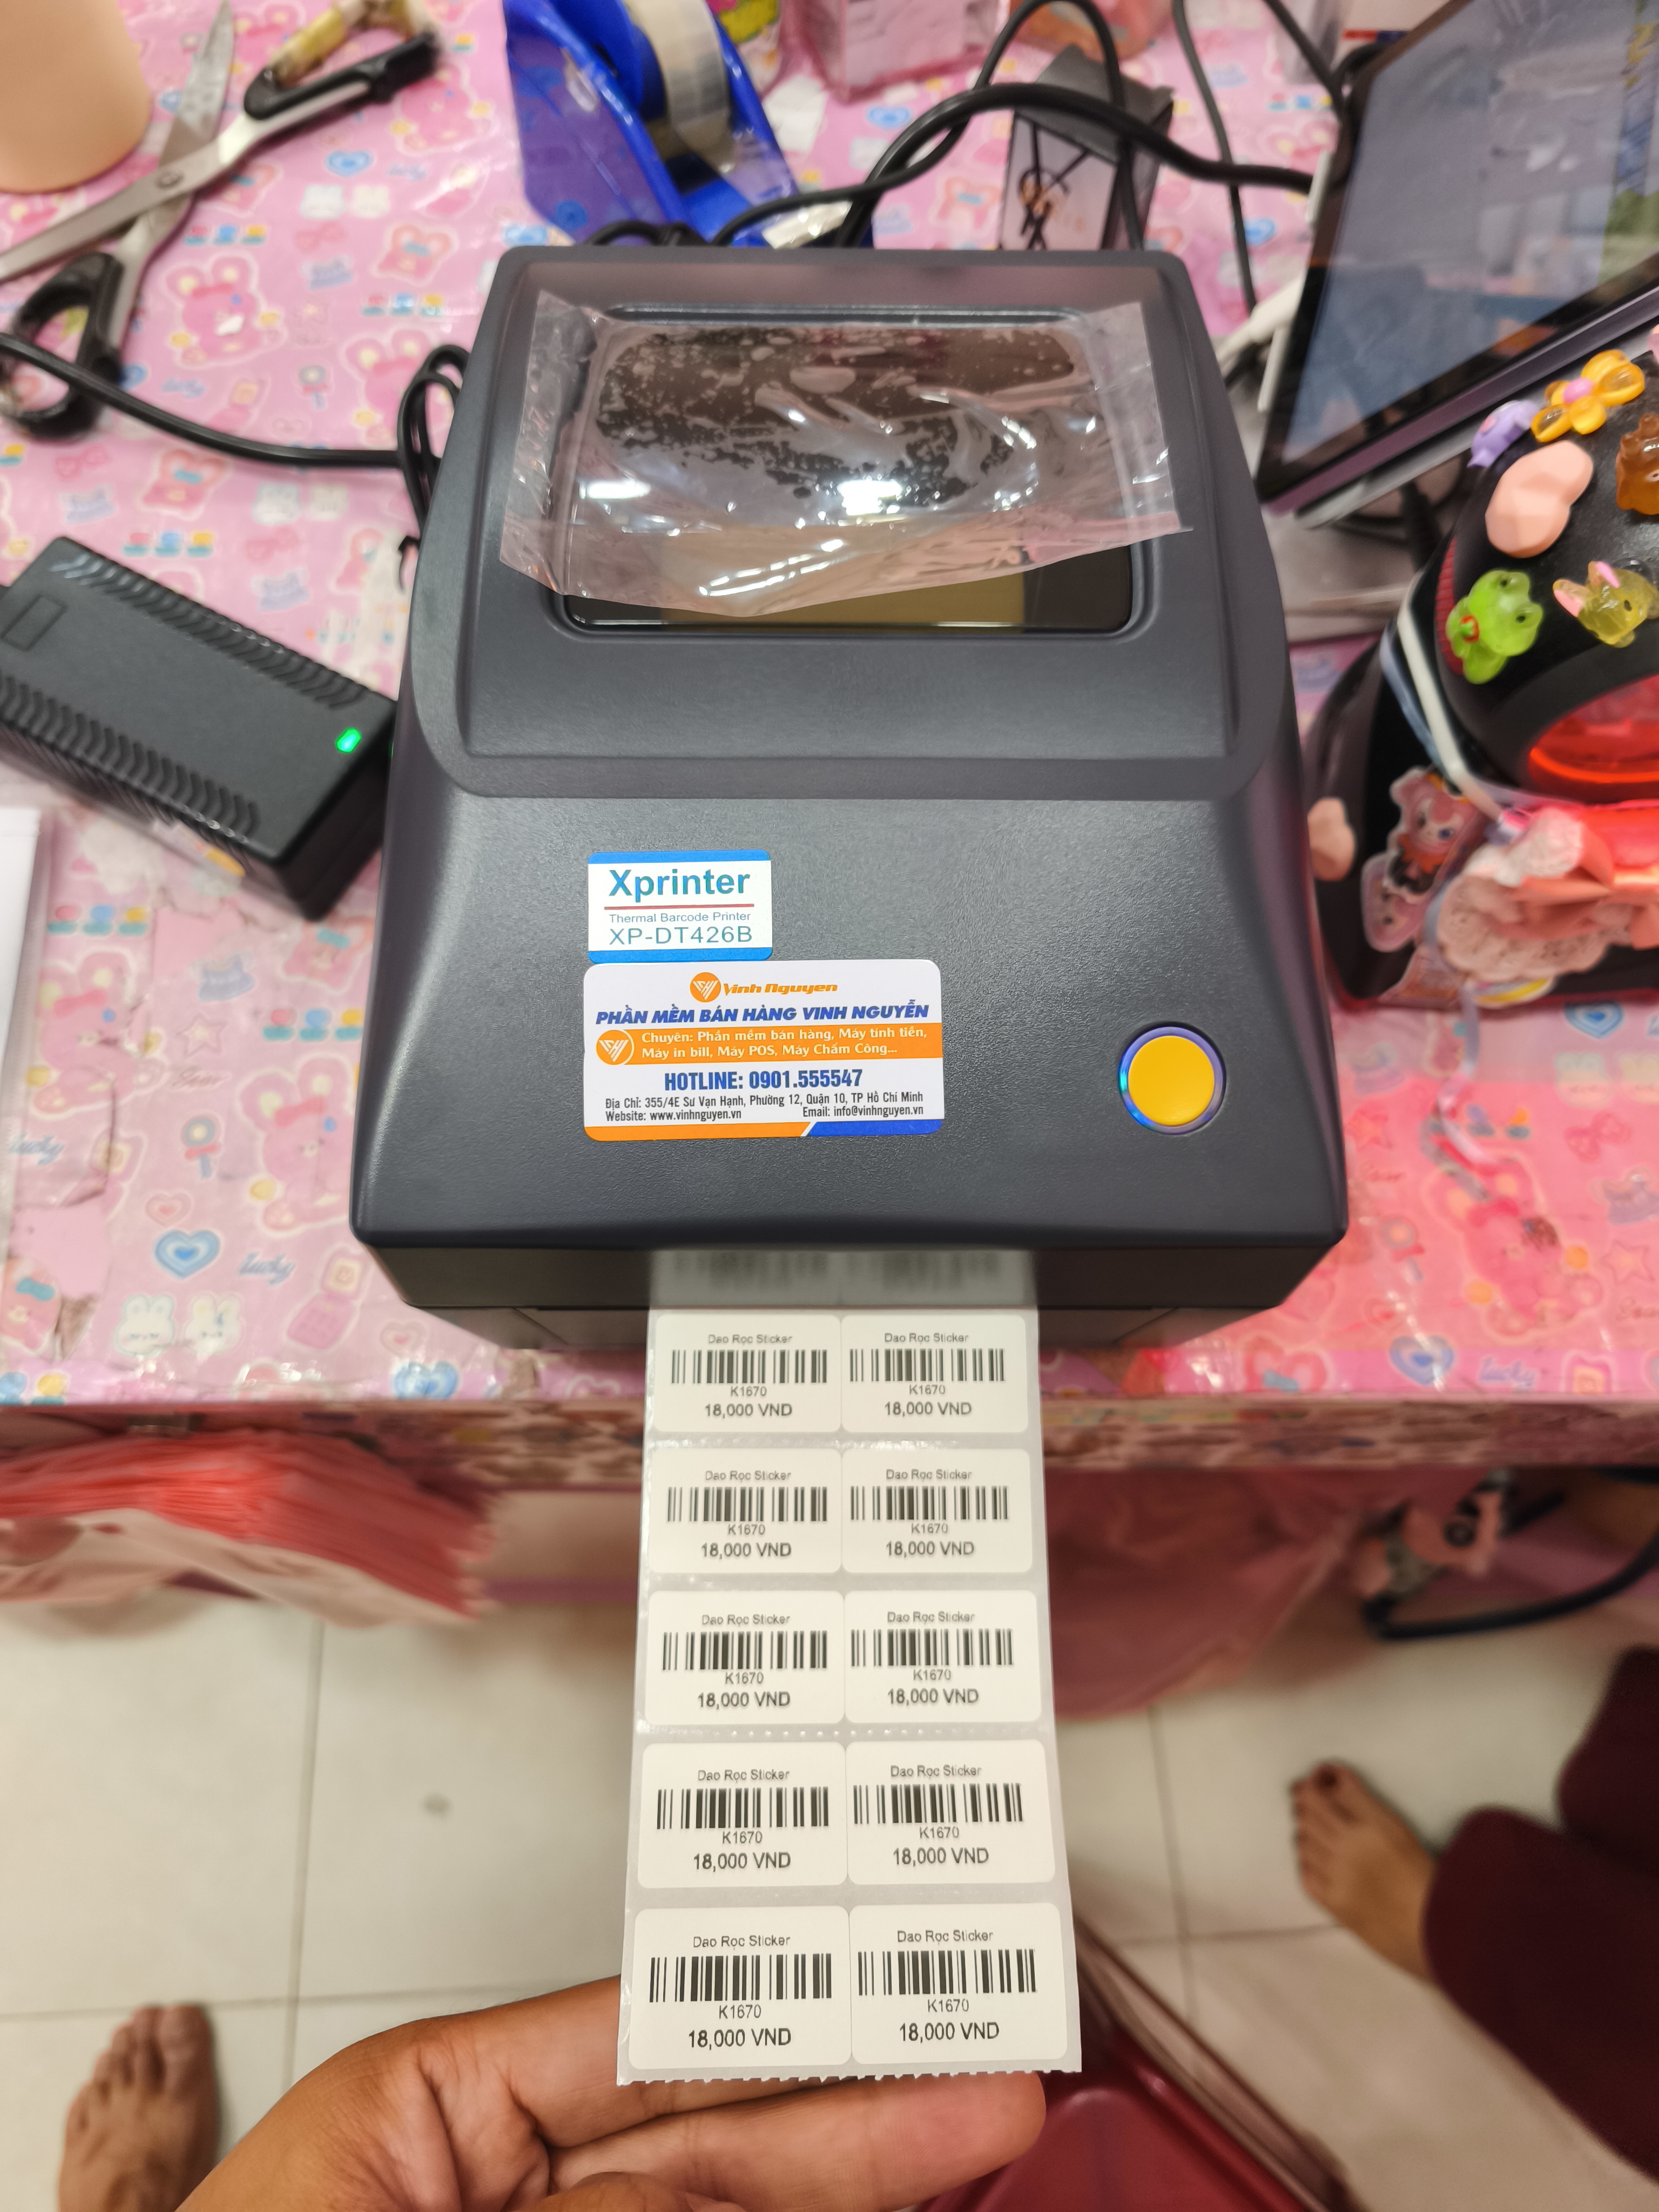 Xprinter
Thermal Barcode Printer
XP-DT426B
Vinh Nguyen
PHẦN MỀM BÁN HÀNG VINH NGUYỄN
Chuyên: Phần mềm bán hàng, Máy tính tiền,
Máy in bill, Máy POS, Máy Chấm Công...
HOTLINE: 0901.555547
Địa Chỉ: 355/4E Sư Vạn Hạnh, Phường 12, Quận 10, TP Hồ Chí Minh
Website: www.vinhnguyen.vn Email: info@vinhnguyen.vn
Dao Rọc Sticker Dao Rọc Sticker
K1670 K1670
18,000 VND 18,000 VND
Dao Rọc Sticker Dao Rọc Sticker
K1670 K1670
18,000 VND 18,000 VND
Dao Rọc Sticker Dao Rọc Sticker
K1670 K1670
18,000 VND 18,000 VND
Dao Rọc Sticker Dao Rọc Sticker
K1670 K1670
18,000 VND 18,000 VND
Dao Rọc Sticker Dao Rọc Sticker
K1670 K1670
18,000 VND 18,000 VND
lucky
lucky
lucky